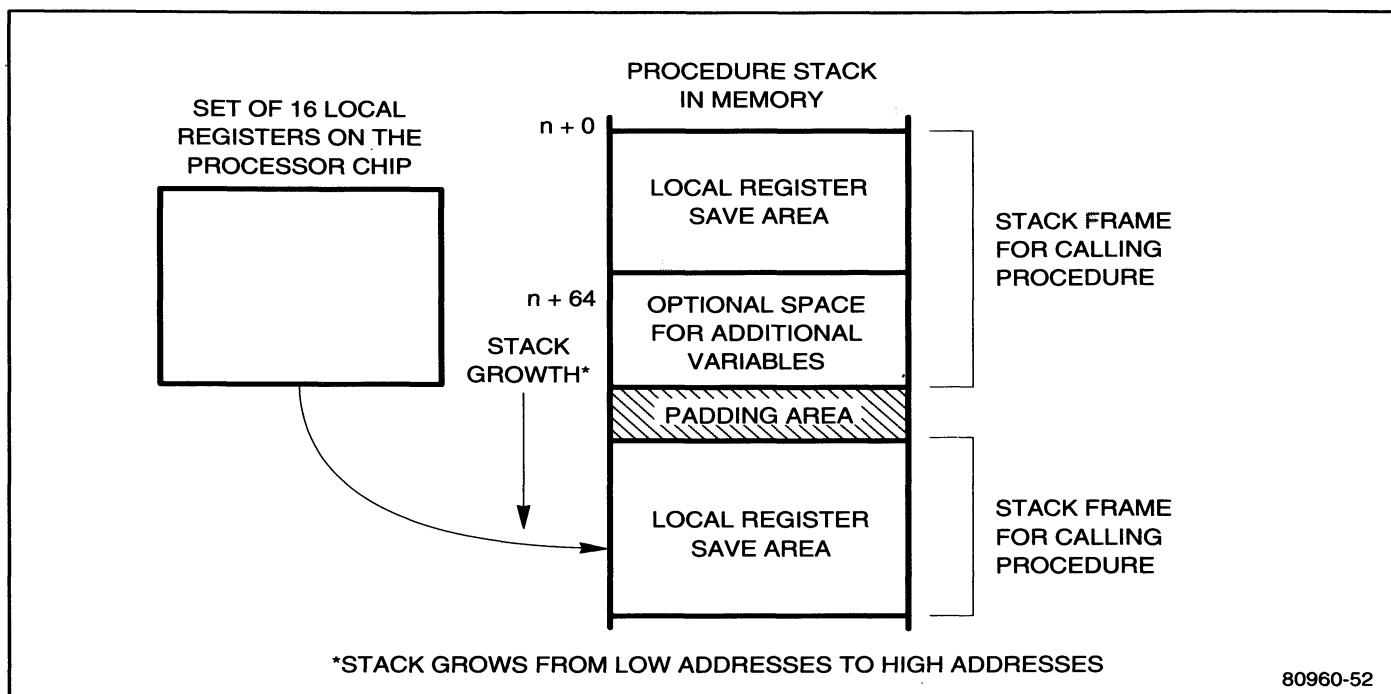 PROCEDURE STACK
IN MEMORY
SET OF 16 LOCAL
REGISTERS ON THE
PROCESSOR CHIP
n + 0
LOCAL REGISTER
SAVE AREA
STACK FRAME
FOR CALLING
PROCEDURE
n + 64
OPTIONAL SPACE
FOR ADDITIONAL
VARIABLES
STACK
GROWTH*
PADDING AREA
LOCAL REGISTER
SAVE AREA
STACK FRAME
FOR CALLING
PROCEDURE
*STACK GROWS FROM LOW ADDRESSES TO HIGH ADDRESSES
80960-52